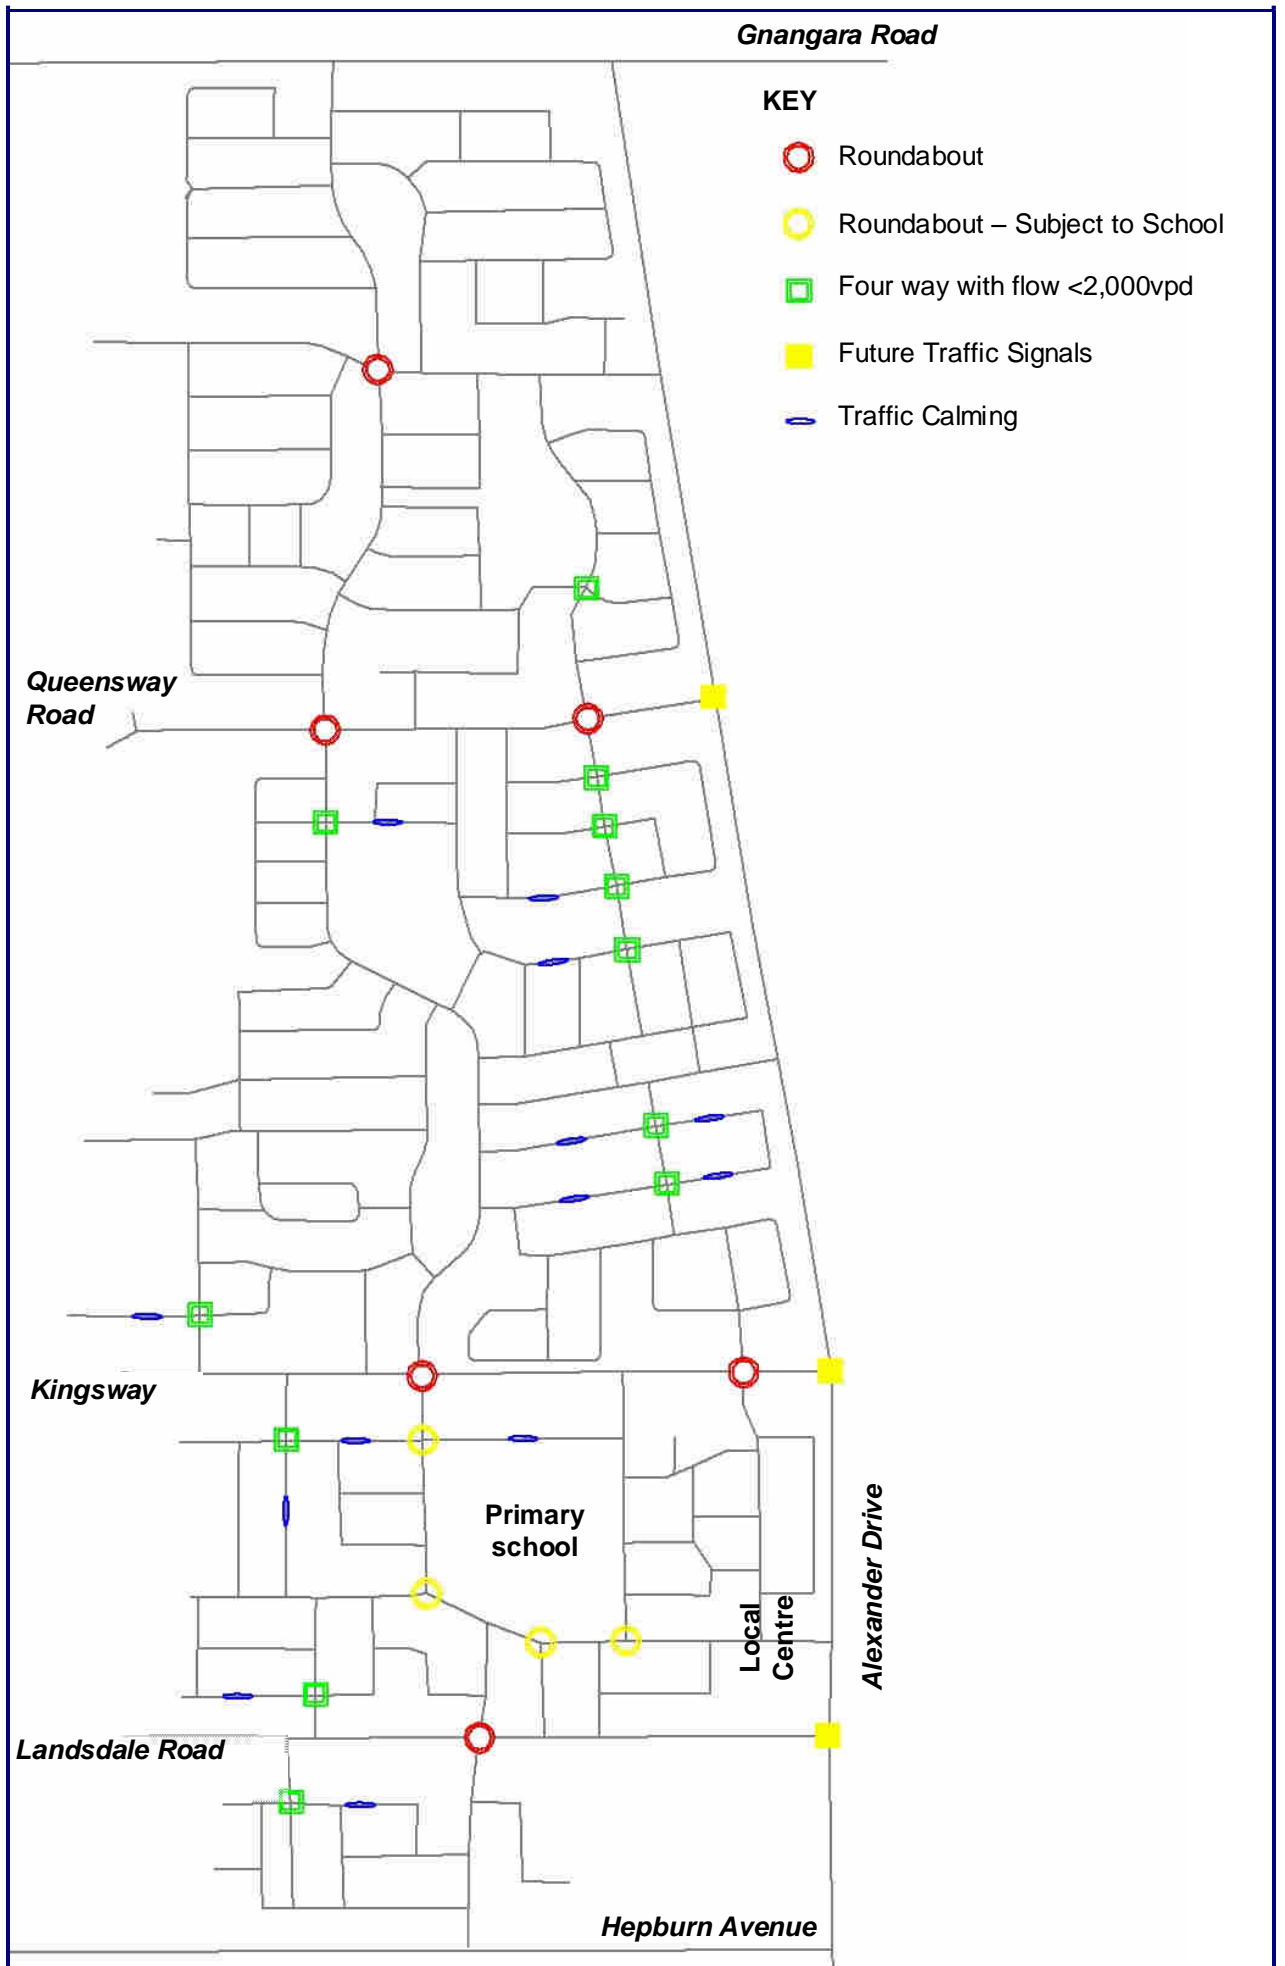 Gnangara Road
KEY
Roundabout
Roundabout – Subject to School
Four way with flow <2,000vpd
Future Traffic Signals
Traffic Calming
Queensway
Road
Kingsway
Primary
school
Alexander Drive
Local
Centre
Landsdale Road
Hepburn Avenue